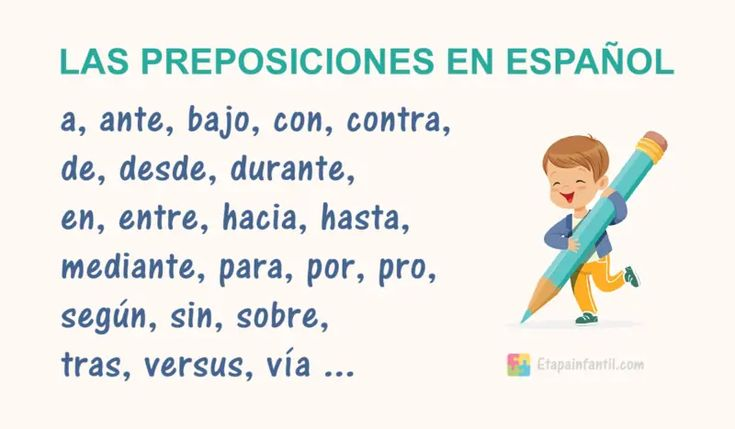 LAS PREPOSICIONES EN ESPAÑOL
a, ante, bajo, con, contra,
de, desde, durante,
en, entre, hacia, hasta,
mediante, para, por, pro,
según, sin, sobre,
tras, versus, vía ...
Etapainfantil.com